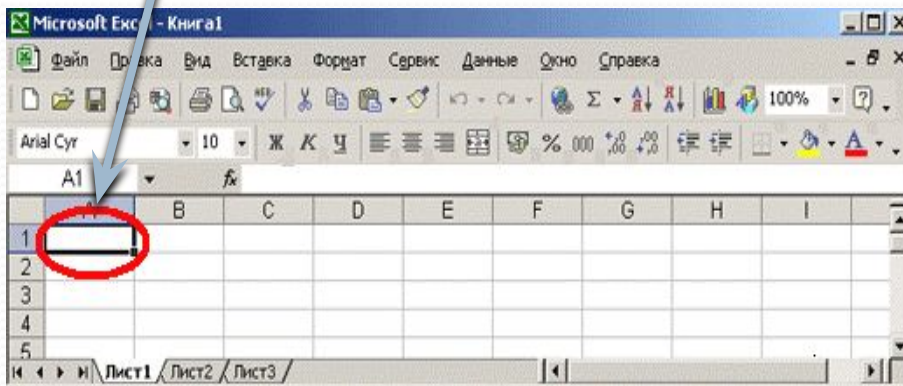 Microsoft Exc - Книга1
Файл Правка Вид Вставка Формат Сервис Данные Окно Справка
Σ 100%
Arial Cyr 10 Ж К Ч % 000
A1 fx
A B C D E F G H I
1
2
3
4
5
Лист1 Лист2 Лист3